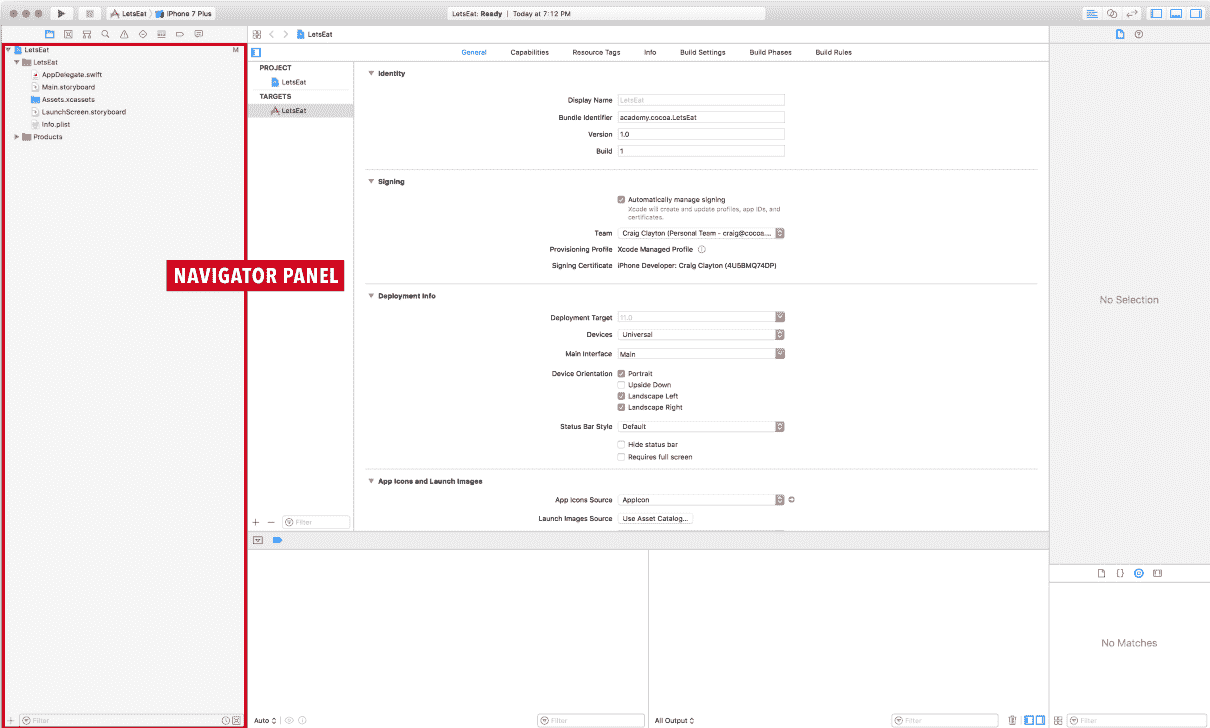 LetsEat
iPhone 7 Plus
LetsEat: Ready
Today at 7:12 PM
LetsEat
M
LetsEat
AppDelegate.swift
Main.storyboard
Assets.xcassets
LaunchScreen.storyboard
Info.plist
Products
NAVIGATOR PANEL
Filter
LetsEat
General
Capabilities
Resource Tags
Info
Build Settings
Build Phases
Build Rules
PROJECT
LetsEat
TARGETS
LetsEat
Filter
Identity
Display Name LetsEat
Bundle Identifier academy.cocoa.LetsEat
Version 1.0
Build 1
Signing
Automatically manage signing
Xcode will create and update profiles, app IDs, and
certificates.
Team Craig Clayton (Personal Team - craig@cocoa....
Provisioning Profile Xcode Managed Profile
Signing Certificate iPhone Developer: Craig Clayton (4U5BMQ74DP)
Deployment Info
Deployment Target 11.0
Devices Universal
Main Interface Main
Device Orientation Portrait
Upside Down
Landscape Left
Landscape Right
Status Bar Style Default
Hide status bar
Requires full screen
App Icons and Launch Images
App Icons Source AppIcon
Launch Images Source Use Asset Catalog...
Auto
Filter
All Output
Filter
No Selection
No Matches
Filter